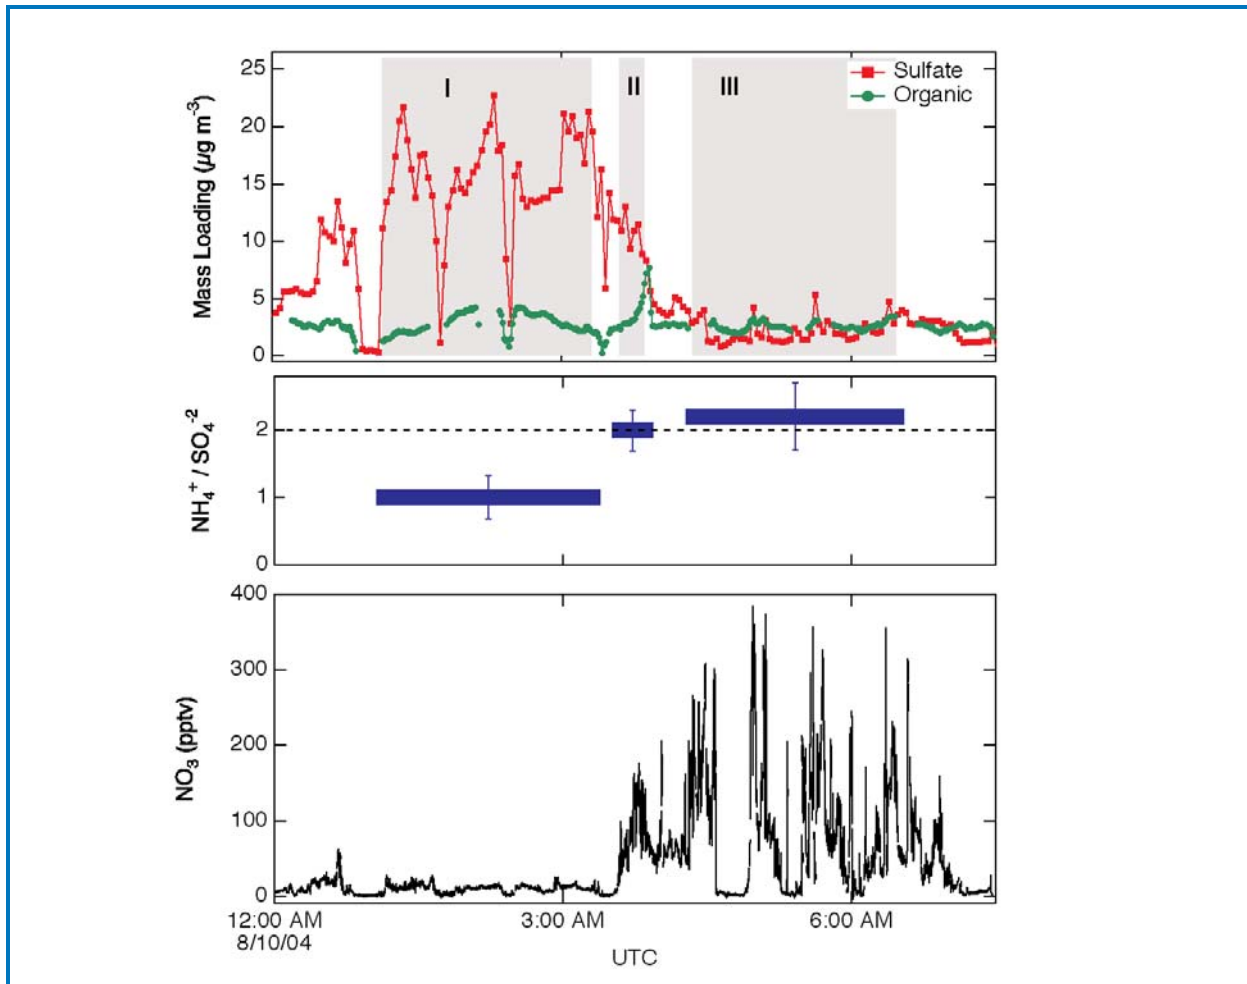 25
20
15
10
5
0
Mass Loading (µg m⁻³)
I
II
III
Sulfate
Organic
2
1
0
NH₄⁺ / SO₄⁻²
400
300
200
100
0
NO₃ (pptv)
12:00 AM
8/10/04
3:00 AM
6:00 AM
UTC